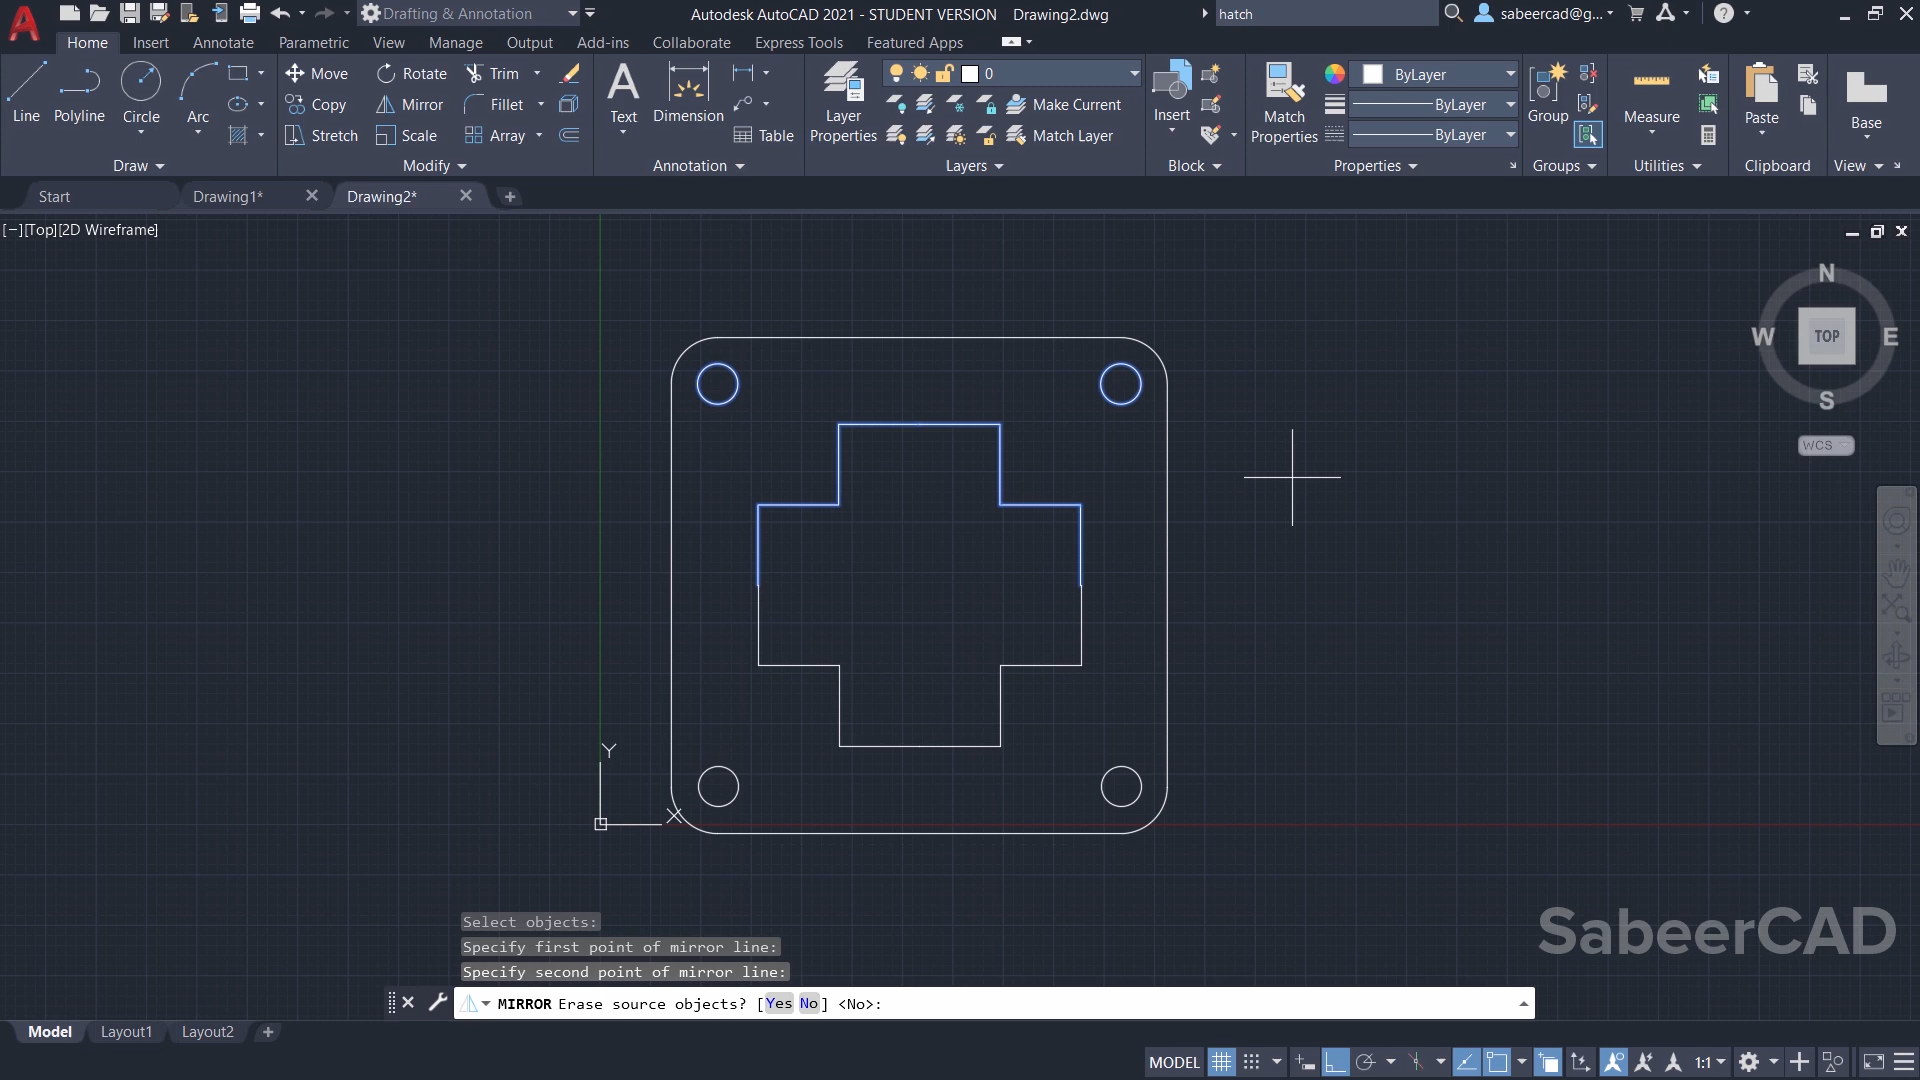 Drafting & Annotation
Autodesk AutoCAD 2021 - STUDENT VERSION Drawing2.dwg
hatch
sabeercad@g...
Home Insert Annotate Parametric View Manage Output Add-ins Collaborate Express Tools Featured Apps
Line Polyline Circle Arc
Move Rotate Trim
Copy Mirror Fillet
Stretch Scale Array
Text Dimension Table
Layer Properties
0
Make Current
Match Layer
Insert
Match Properties
ByLayer
ByLayer
ByLayer
Group
Measure
Paste
Base
Draw Modify Annotation Layers Block Properties Groups Utilities Clipboard View
Start Drawing1* Drawing2*
[−][Top][2D Wireframe]
N
W TOP E
S
WCS
Y
X
Select objects:
Specify first point of mirror line:
Specify second point of mirror line:
MIRROR Erase source objects? [Yes No] <No>:
SabeerCAD
Model Layout1 Layout2
MODEL
1:1